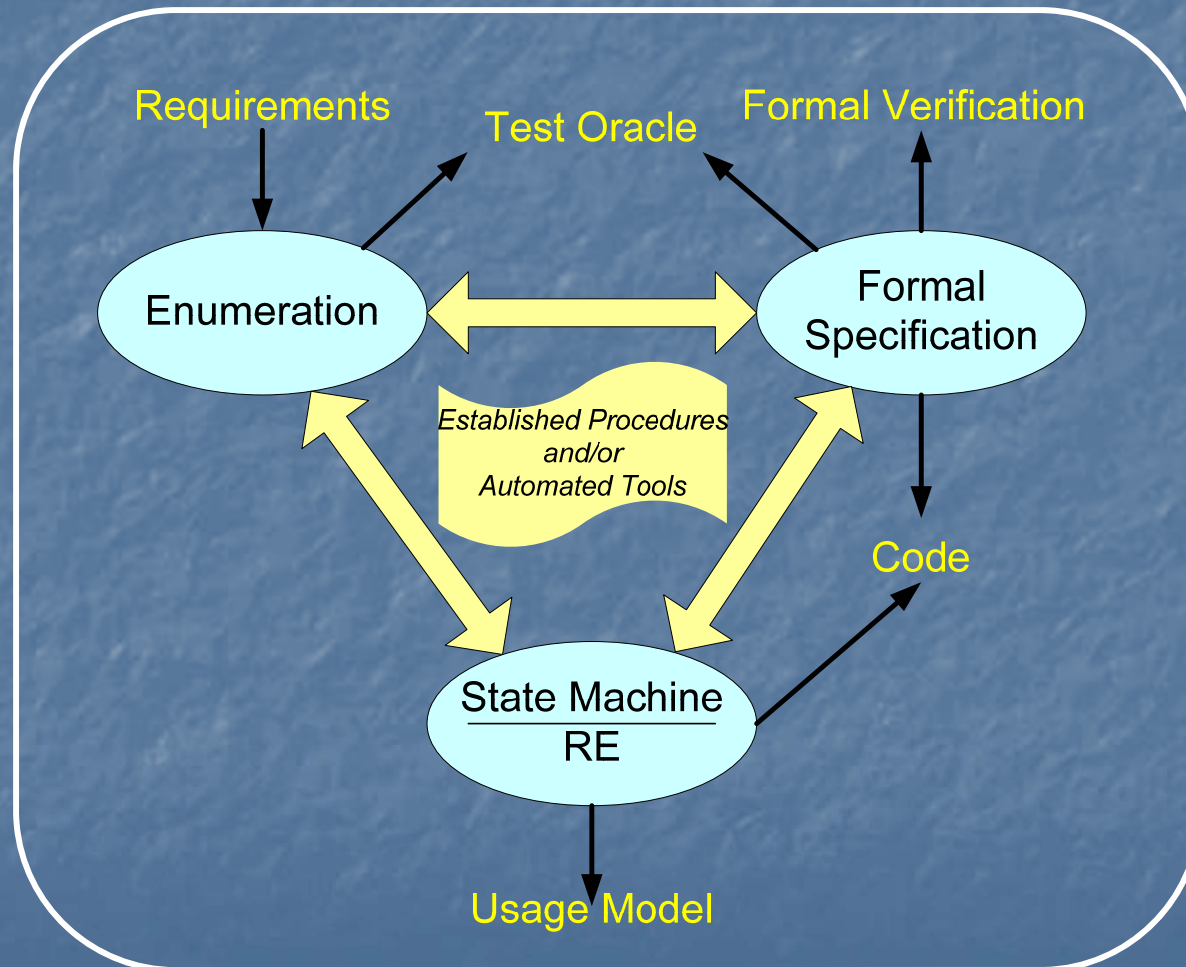 Requirements
Test Oracle
Formal Verification
Enumeration
Formal
Specification
Established Procedures
and/or
Automated Tools
Code
State Machine
RE
Usage Model